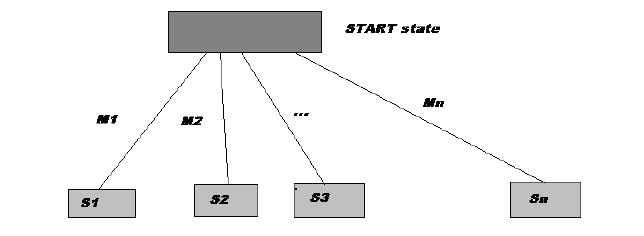 START state
M1
M2
...
Mn
S1
S2
S3
Sn